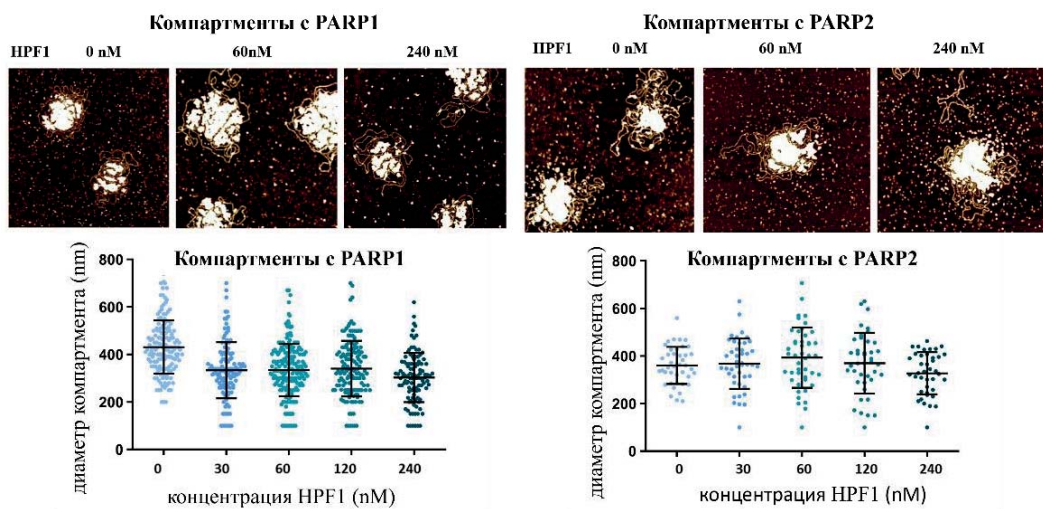 Компартменты с PARP1
HPF1 0 nM 60nM 240 nM
Компартменты с PARP2
ПPF1 0 nM 60 nM 240 nM
Компартменты с PARP1
диаметр компартмента (nm)
800
600
400
200
0
0 30 60 120 240
концентрация HPF1 (nM)
Компартменты с PARP2
диаметр компартмента (nm)
800
600
400
200
0
0 30 60 120 240
концентрация HPF1 (nM)